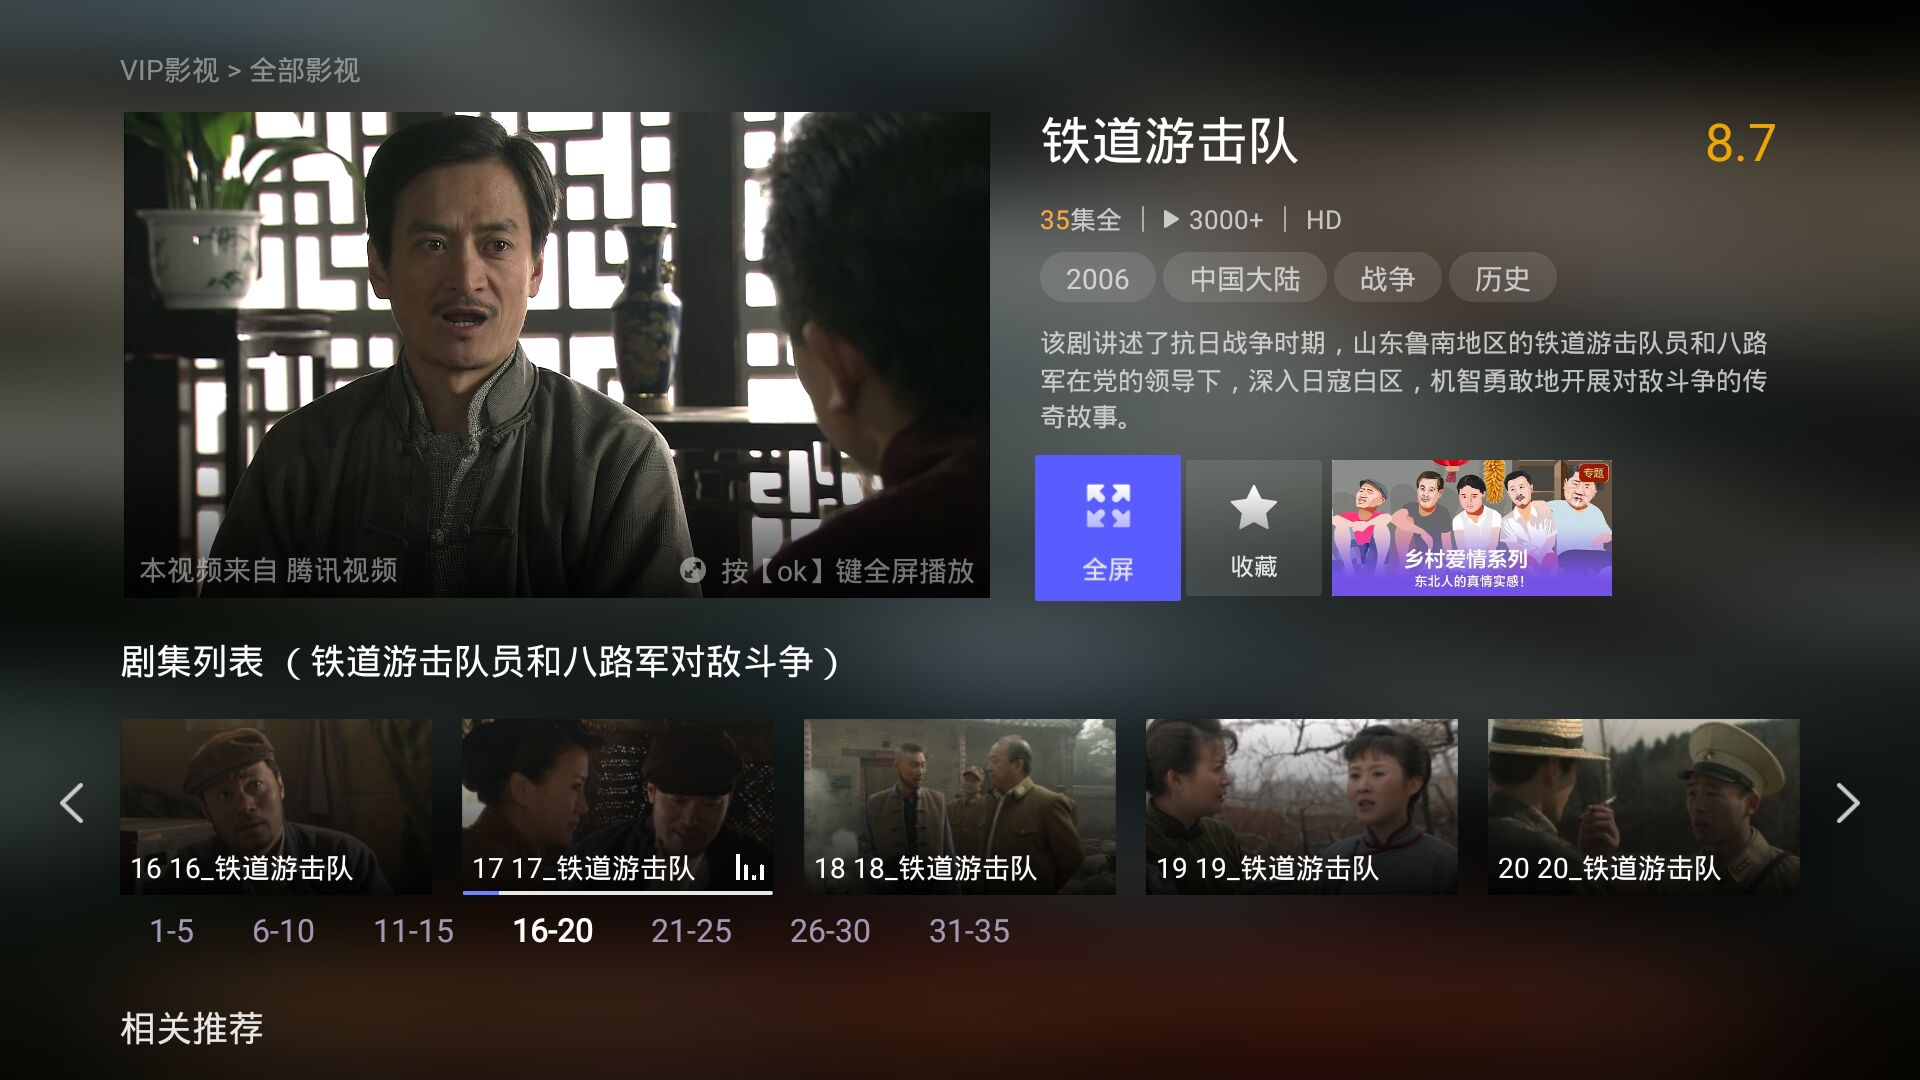 VIP影视 > 全部影视
铁道游击队
8.7
35集全 | ▶ 3000+ | HD
2006 中国大陆 战争 历史
该剧讲述了抗日战争时期，山东鲁南地区的铁道游击队员和八路
军在党的领导下，深入日寇白区，机智勇敢地开展对敌斗争的传
奇故事。
本视频来自 腾讯视频
按【ok】键全屏播放
全屏
收藏
专题
乡村爱情系列
东北人的真情实感！
剧集列表 （铁道游击队员和八路军对敌斗争）
16 16_铁道游击队
17 17_铁道游击队
18 18_铁道游击队
19 19_铁道游击队
20 20_铁道游击队
1-5 6-10 11-15 16-20 21-25 26-30 31-35
相关推荐